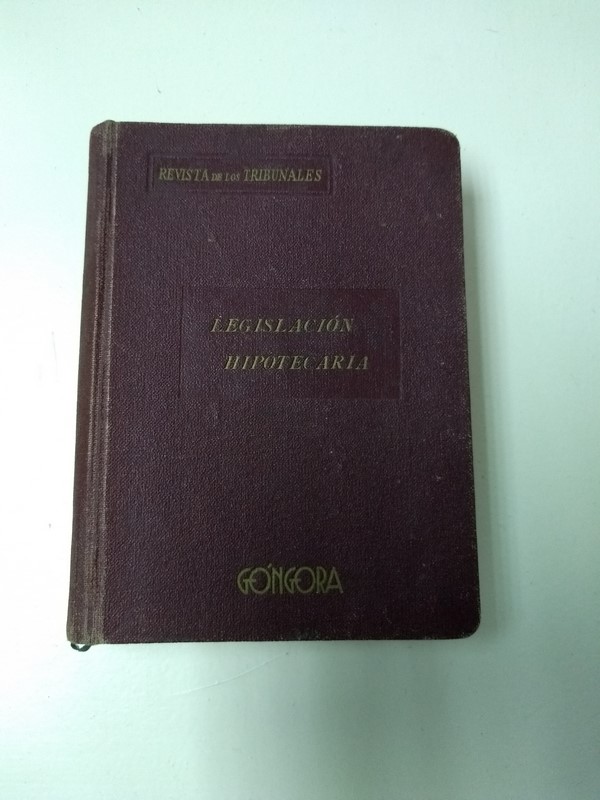 REVISTA DE LOS TRIBUNALES
LEGISLACIÓN
HIPOTECARIA
GÓNGORA